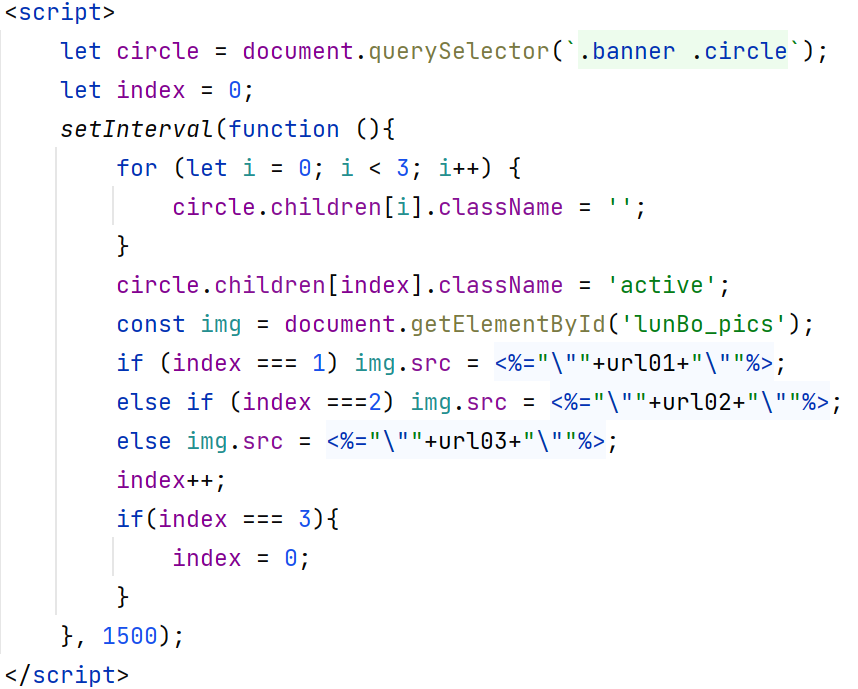 <script>
let circle = document.querySelector(`.banner .circle`);
let index = 0;
setInterval(function (){
for (let i = 0; i < 3; i++) {
circle.children[i].className = '';
}
circle.children[index].className = 'active';
const img = document.getElementById('lunBo_pics');
if (index === 1) img.src = <%="\""+url01+"\""%>;
else if (index ===2) img.src = <%="\""+url02+"\""%>;
else img.src = <%="\""+url03+"\""%>;
index++;
if(index === 3){
index = 0;
}
}, 1500);
</script>